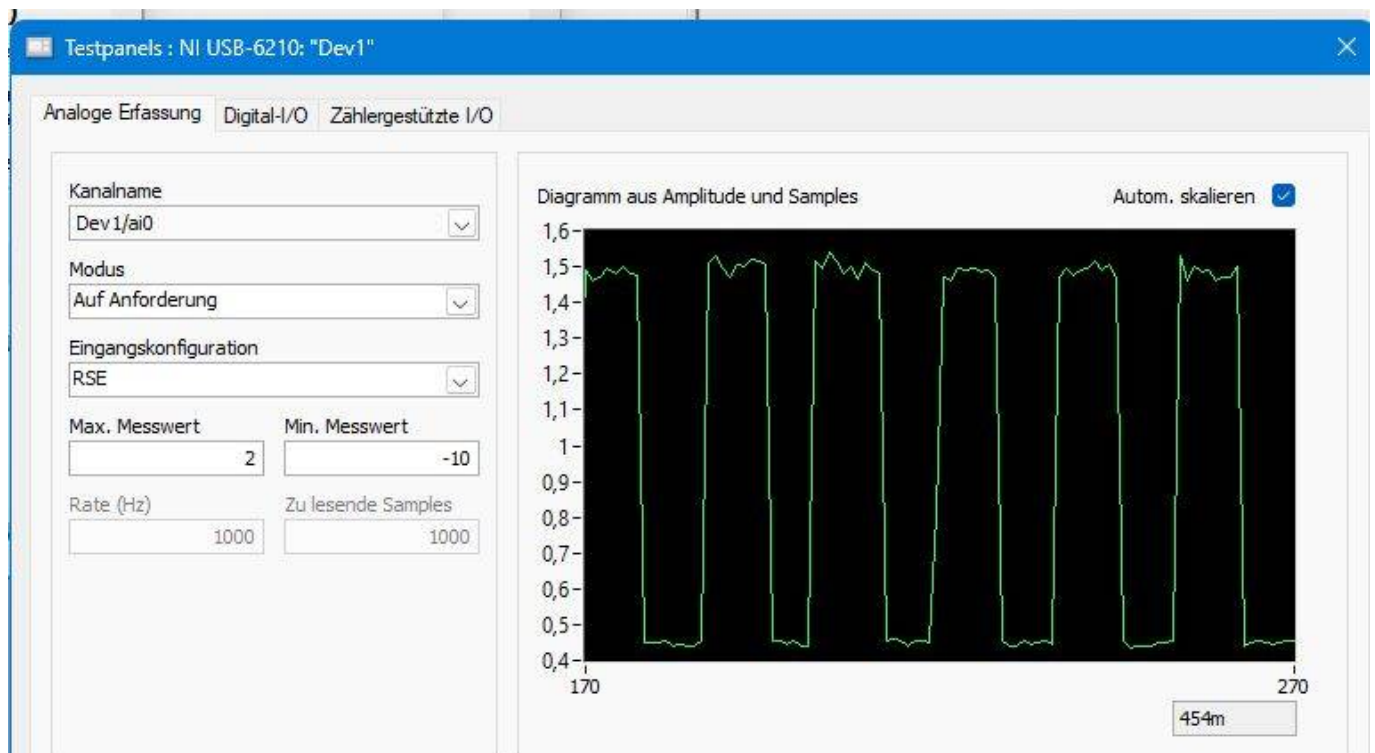 Testpanels : NI USB-6210: "Dev1"
Analoge Erfassung Digital-I/O Zählergestützte I/O
Kanalname
Dev1/ai0
Modus
Auf Anforderung
Eingangskonfiguration
RSE
Max. Messwert Min. Messwert
2 -10
Rate (Hz) Zu lesende Samples
1000 1000
Diagramm aus Amplitude und Samples Autom. skalieren
1,6
1,5
1,4
1,3
1,2
1,1
1
0,9
0,8
0,7
0,6
0,5
0,4
170 270
454m